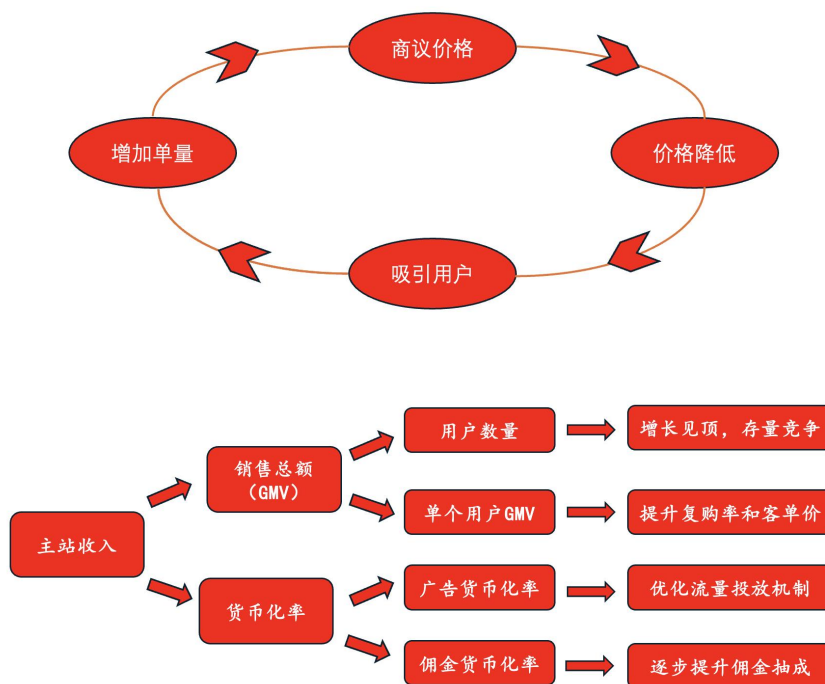 商议价格
增加单量
价格降低
吸引用户
用户数量
增长见顶，存量竞争
销售总额
（GMV）
单个用户GMV
提升复购率和客单价
主站收入
广告货币化率
优化流量投放机制
货币化率
佣金货币化率
逐步提升佣金抽成